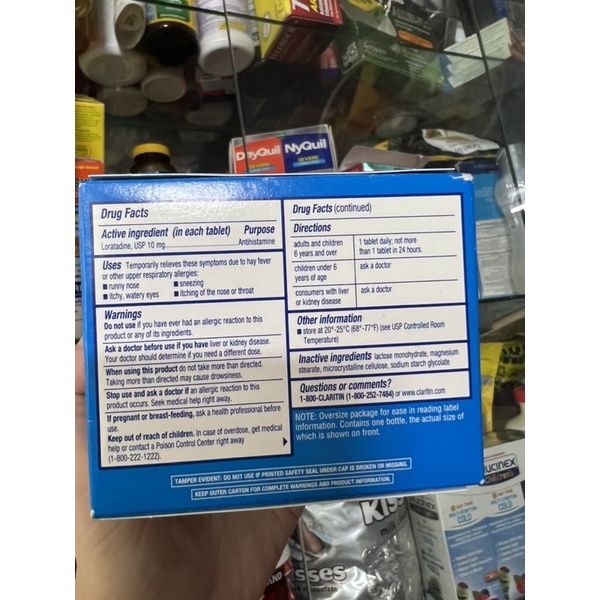 DayQuil NyQuil
SEVERE SEVERE
Drug Facts
Active ingredient (in each tablet) Purpose
Loratadine, USP 10 mg Antihistamine
Uses Temporarily relieves these symptoms due to hay fever
or other upper respiratory allergies:
■ runny nose ■ sneezing
■ itchy, watery eyes ■ itching of the nose or throat
Warnings
Do not use if you have ever had an allergic reaction to this
product or any of its ingredients.
Ask a doctor before use if you have liver or kidney disease.
Your doctor should determine if you need a different dose.
When using this product do not take more than directed.
Taking more than directed may cause drowsiness.
Stop use and ask a doctor if an allergic reaction to this
product occurs. Seek medical help right away.
If pregnant or breast-feeding, ask a health professional before
use.
Keep out of reach of children. In case of overdose, get medical
help or contact a Poison Control Center right away
(1-800-222-1222).
Drug Facts (continued)
Directions
adults and children 1 tablet daily; not more
6 years and over than 1 tablet in 24 hours.
children under 6 ask a doctor
years of age
consumers with liver ask a doctor
or kidney disease
Other information
■ store at 20°-25°C (68°-77°F) (see USP Controlled Room
Temperature)
Inactive ingredients lactose monohydrate, magnesium
stearate, microcrystalline cellulose, sodium starch glycolate
Questions or comments?
1-800-CLARITIN (1-800-252-7484) or www.claritin.com
NOTE: Oversize package for ease in reading label
information. Contains one bottle, the actual size of
which is shown on front.
TAMPER EVIDENT: DO NOT USE IF PRINTED SAFETY SEAL UNDER CAP IS BROKEN OR MISSING.
KEEP OUTER CARTON FOR COMPLETE WARNINGS AND PRODUCT INFORMATION.
UCINEX
COLD
COLD
KISS
sses